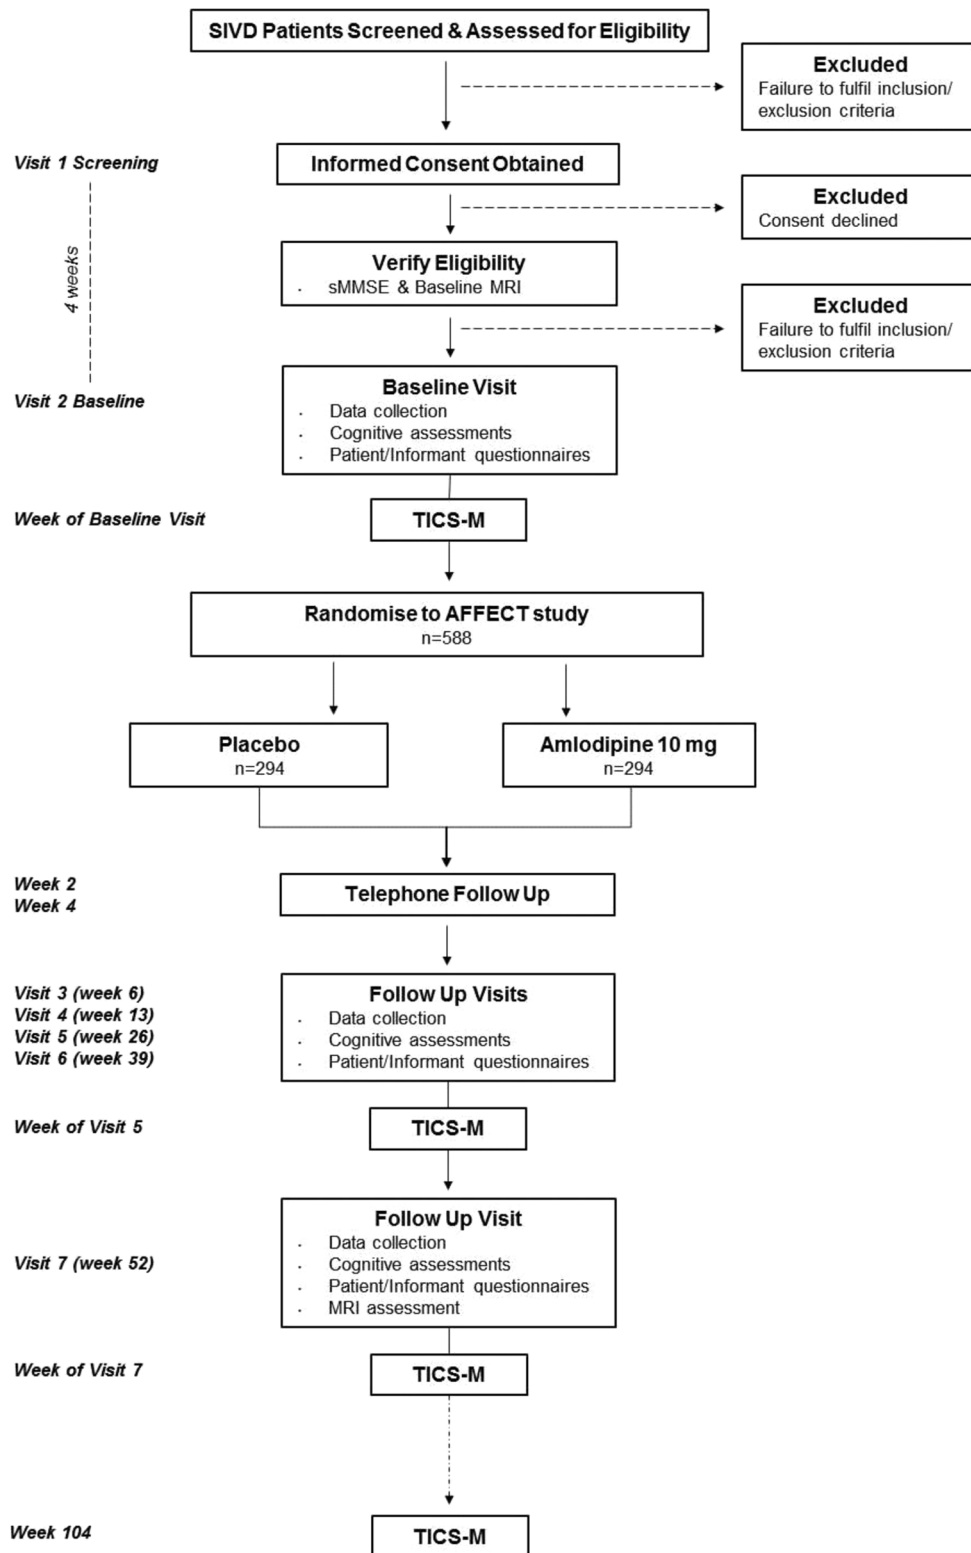 SIVD Patients Screened & Assessed for Eligibility
Excluded
Failure to fulfil inclusion/
exclusion criteria
Visit 1 Screening
Informed Consent Obtained
Excluded
Consent declined
4 weeks
Verify Eligibility
· sMMSE & Baseline MRI
Excluded
Failure to fulfil inclusion/
exclusion criteria
Visit 2 Baseline
Baseline Visit
· Data collection
· Cognitive assessments
· Patient/Informant questionnaires
Week of Baseline Visit
TICS-M
Randomise to AFFECT study
n=588
Placebo
n=294
Amlodipine 10 mg
n=294
Week 2
Week 4
Telephone Follow Up
Visit 3 (week 6)
Visit 4 (week 13)
Visit 5 (week 26)
Visit 6 (week 39)
Follow Up Visits
· Data collection
· Cognitive assessments
· Patient/Informant questionnaires
Week of Visit 5
TICS-M
Visit 7 (week 52)
Follow Up Visit
· Data collection
· Cognitive assessments
· Patient/Informant questionnaires
· MRI assessment
Week of Visit 7
TICS-M
Week 104
TICS-M